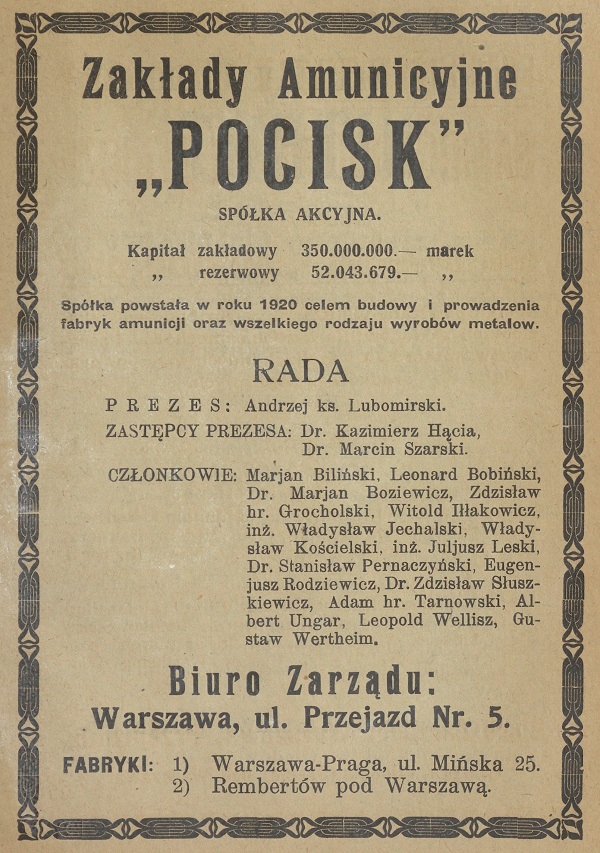 Zakłady Amunicyjne
„POCISK”
SPÓŁKA AKCYJNA.
Kapitał zakładowy 350.000.000.— marek
„ rezerwowy 52.043.679.— „
Spółka powstała w roku 1920 celem budowy i prowadzenia
fabryk amunicji oraz wszelkiego rodzaju wyrobów metalow.
RADA
PREZES: Andrzej ks. Lubomirski.
ZASTĘPCY PREZESA: Dr. Kazimierz Hącia,
Dr. Marcin Szarski.
CZŁONKOWIE: Marjan Biliński, Leonard Bobiński,
Dr. Marjan Boziewicz, Zdzisław
hr. Grocholski, Witold Iłłakowicz,
inż. Władysław Jechalski, Włady-
sław Kościelski, inż. Juljusz Leski,
Dr. Stanisław Pernaczyński, Eugen-
jusz Rodziewicz, Dr. Zdzisław Słusz-
kiewicz, Adam hr. Tarnowski, Al-
bert Ungar, Leopold Wellisz, Gu-
staw Wertheim.
Biuro Zarządu:
Warszawa, ul. Przejazd Nr. 5.
FABRYKI: 1) Warszawa-Praga, ul. Mińska 25.
2) Rembertów pod Warszawą.